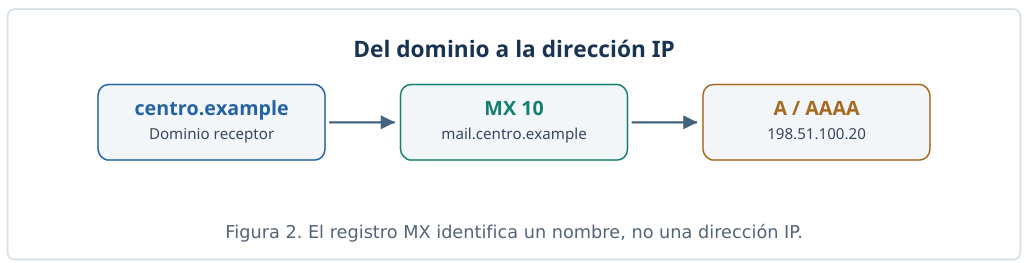 Del dominio a la dirección IP
centro.example
Dominio receptor
MX 10
mail.centro.example
A / AAAA
198.51.100.20
Figura 2. El registro MX identifica un nombre, no una dirección IP.